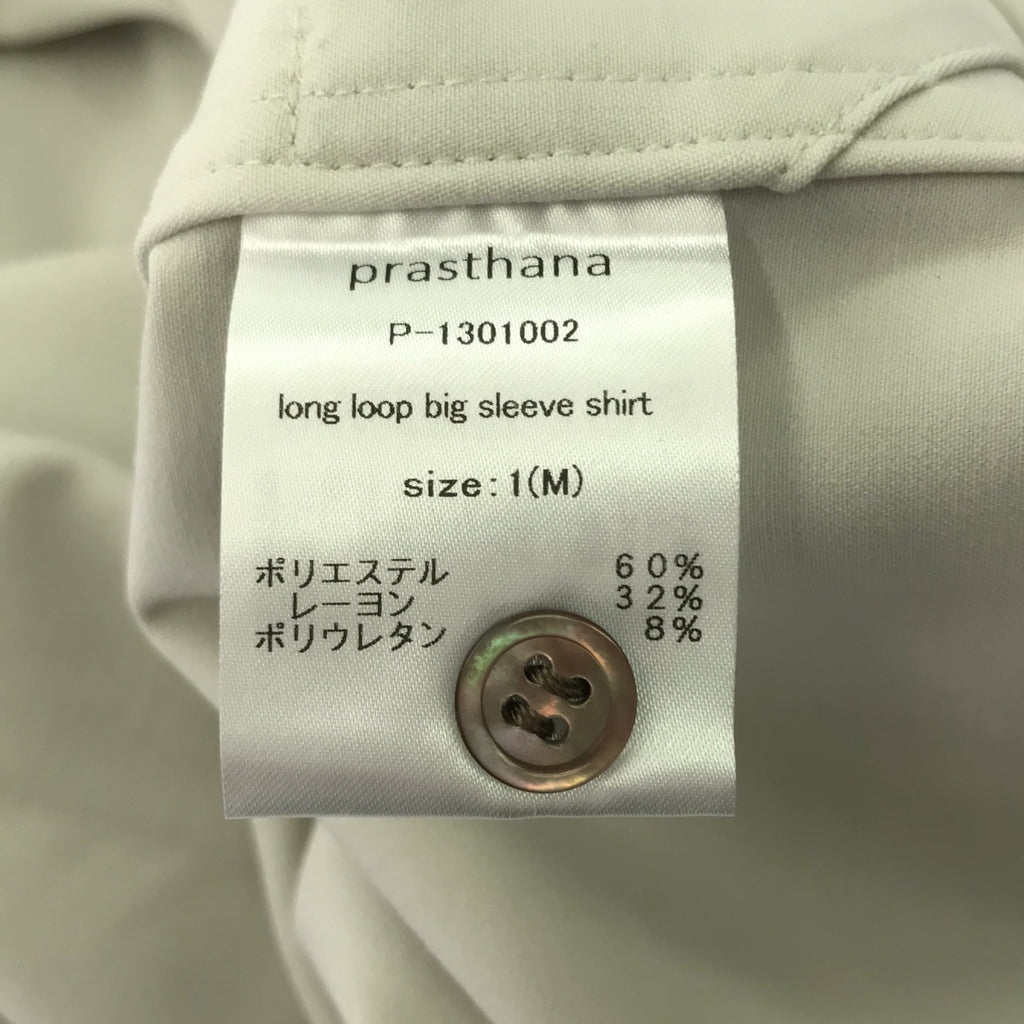 prasthana
P-1301002
long loop big sleeve shirt
size:1(M)
ポリエステル 60%
レーヨン 32%
ポリウレタン 8%